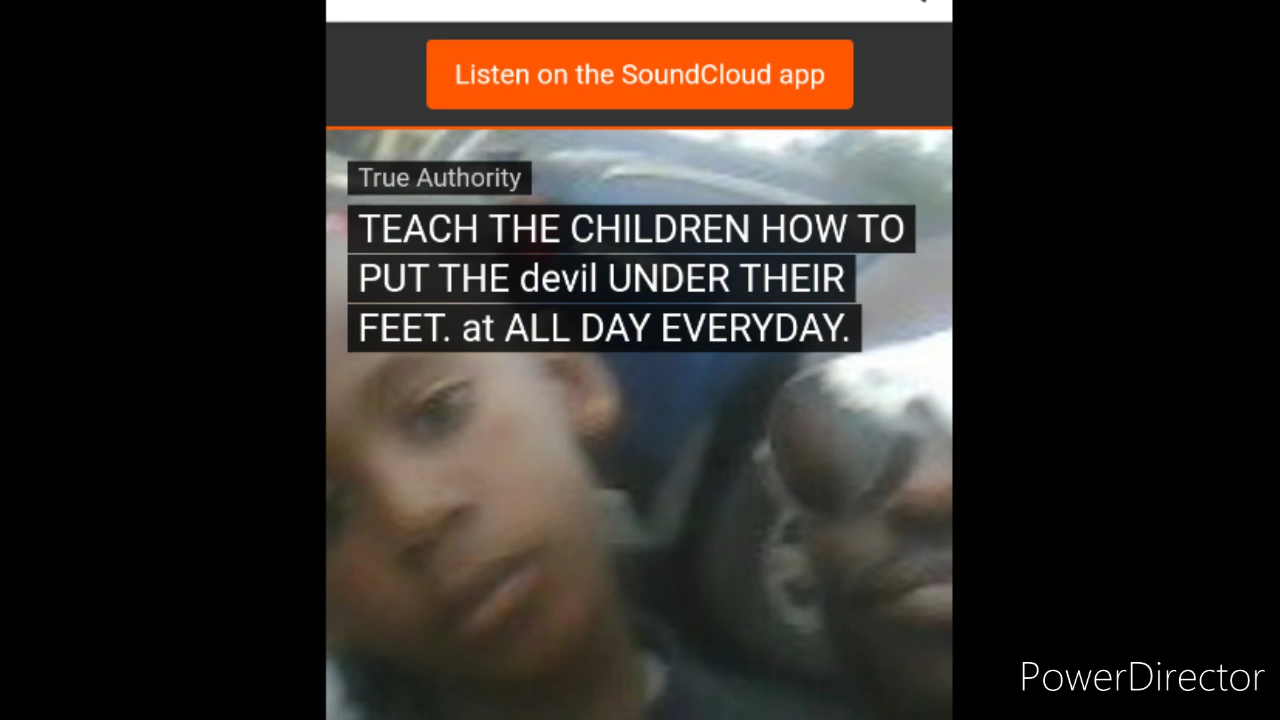 Listen on the SoundCloud app
True Authority
TEACH THE CHILDREN HOW TO
PUT THE devil UNDER THEIR
FEET. at ALL DAY EVERYDAY.
PowerDirector